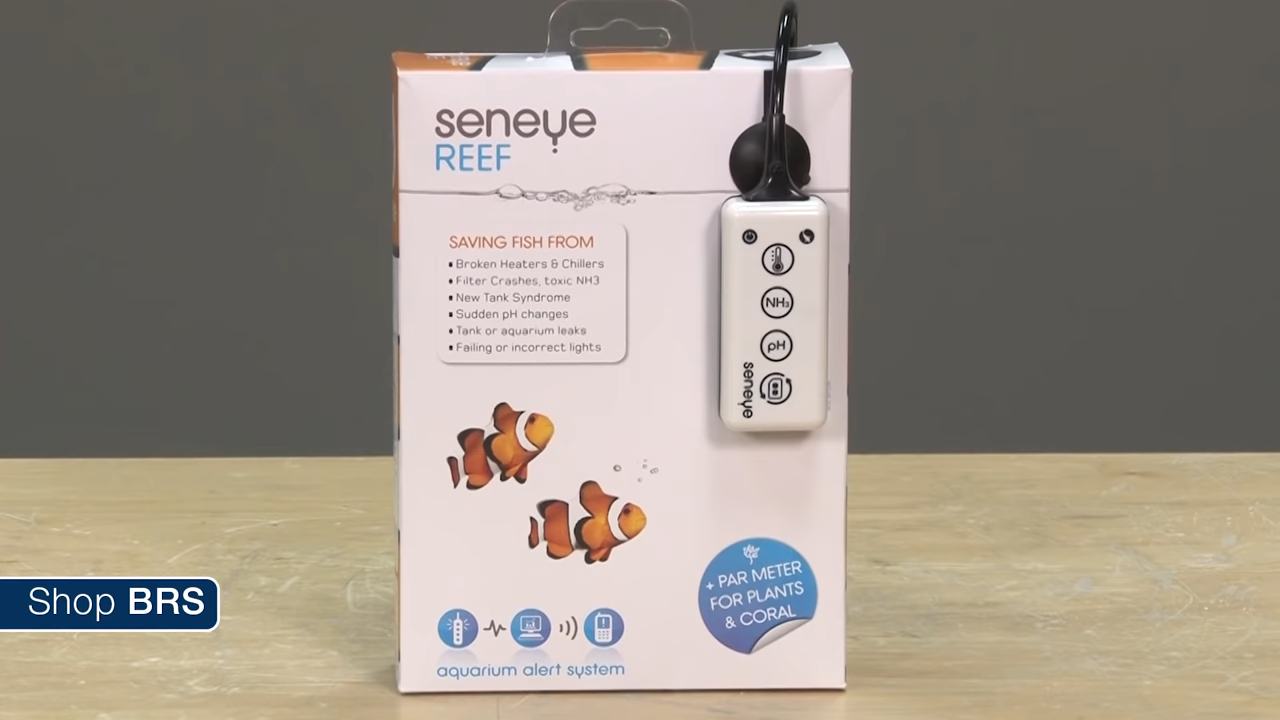 seneye
REEF
SAVING FISH FROM
▪ Broken Heaters & Chillers
▪ Filter Crashes, toxic NH3
▪ New Tank Syndrome
▪ Sudden pH changes
▪ Tank or aquarium leaks
▪ Failing or incorrect lights
NH₃
pH
seneye
+ PAR METER
FOR PLANTS
& CORAL
aquarium alert system
Shop BRS